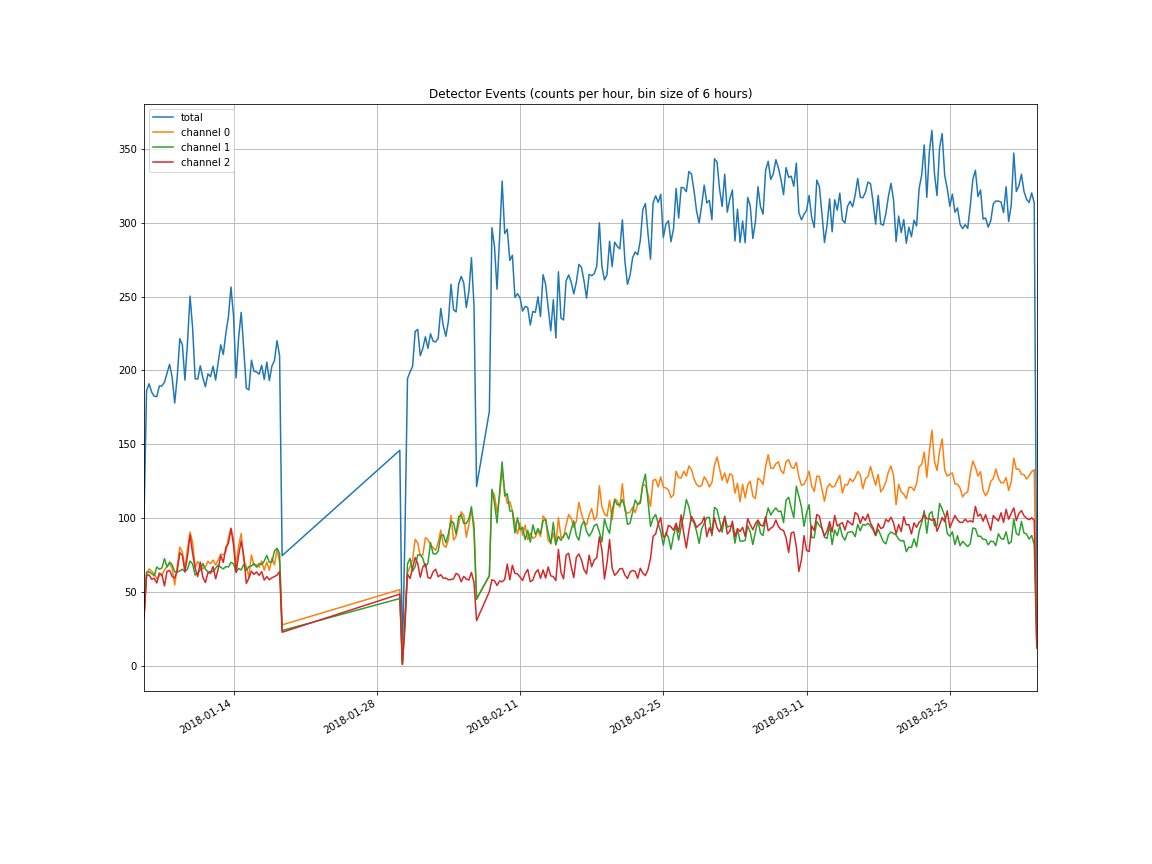 Detector Events (counts per hour, bin size of 6 hours)
total
channel 0
channel 1
channel 2
350
300
250
200
150
100
50
0
2018-01-14
2018-01-28
2018-02-11
2018-02-25
2018-03-11
2018-03-25